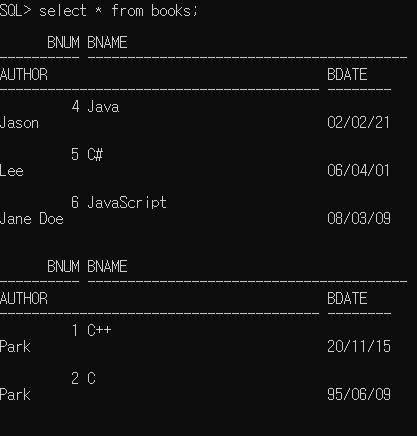 SQL> select * from books;
BNUM BNAME
---------- ----------------------------------------
AUTHOR BDATE
---------------------------------------- --------
4 Java
Jason 02/02/21
5 C#
Lee 06/04/01
6 JavaScript
Jane Doe 08/03/09
BNUM BNAME
---------- ----------------------------------------
AUTHOR BDATE
---------------------------------------- --------
1 C++
Park 20/11/15
2 C
Park 95/06/09